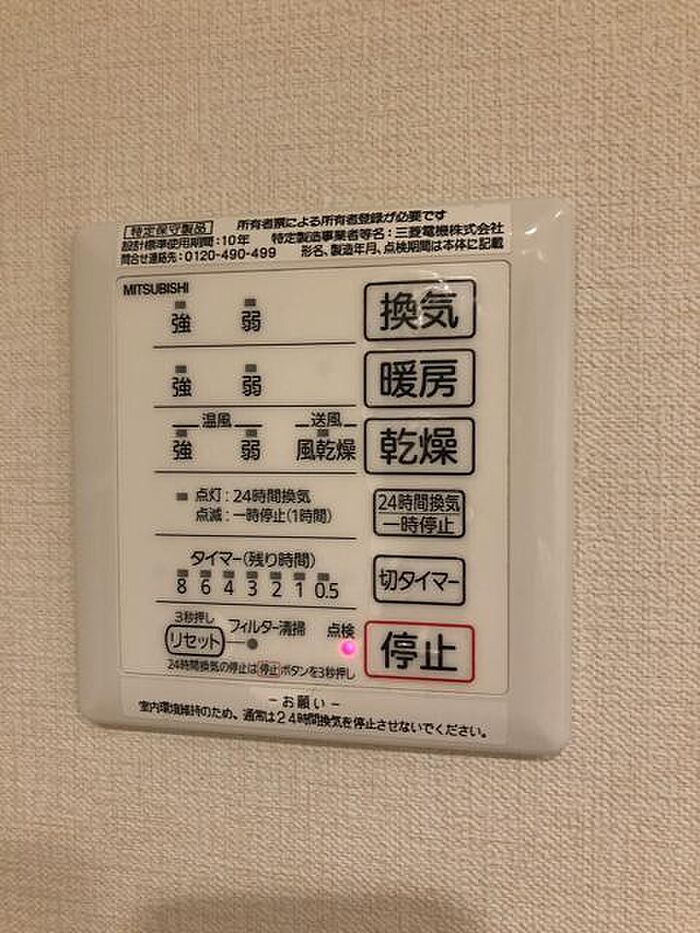 特定保守製品 所有者票による所有者登録が必要です
設計標準使用期間:10年 特定製造事業者等名:三菱電機株式会社
問合せ連絡先:0120-490-499 形名、製造年月、点検期間は本体に記載
MITSUBISHI
強 弱 換気
強 弱 暖房
温風 送風
強 弱 風乾燥 乾燥
点灯:24時間換気
点滅:一時停止(1時間)
24時間換気
一時停止
タイマー(残り時間)
8 6 4 3 2 1 0.5
切タイマー
3秒押し
リセット フィルター清掃 点検
停止
24時間換気の停止は停止ボタンを3秒押し
-お願い-
室内環境維持のため、通常は24時間換気を停止させないでください。